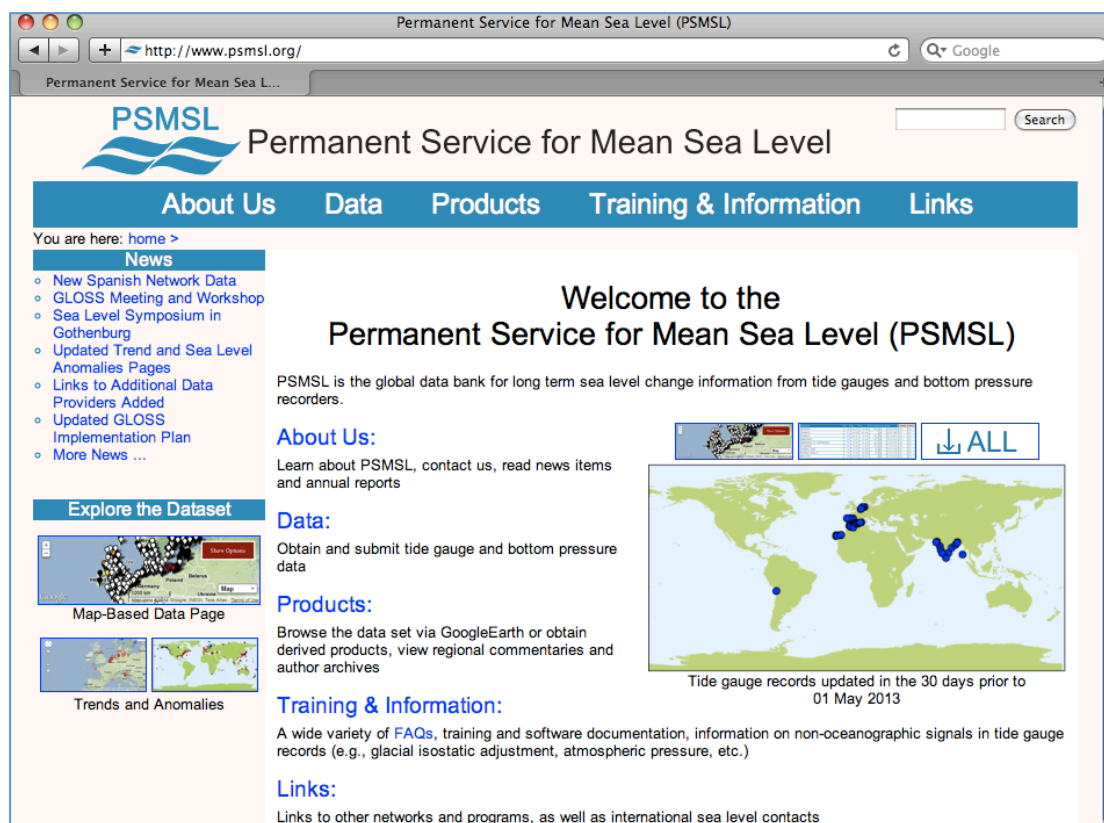 Permanent Service for Mean Sea Level (PSMSL)
http://www.psmsl.org/
Google
Permanent Service for Mean Sea L...
PSMSL
Permanent Service for Mean Sea Level
Search
About Us Data Products Training & Information Links
You are here: home >
News
New Spanish Network Data
GLOSS Meeting and Workshop
Sea Level Symposium in
Gothenburg
Updated Trend and Sea Level
Anomalies Pages
Links to Additional Data
Providers Added
Updated GLOSS
Implementation Plan
More News ...
Explore the Dataset
Show Options
Poland
Belarus
Germany
Map
Map-Based Data Page
Trends and Anomalies
Welcome to the
Permanent Service for Mean Sea Level (PSMSL)
PSMSL is the global data bank for long term sea level change information from tide gauges and bottom pressure
recorders.
About Us:
Learn about PSMSL, contact us, read news items
and annual reports
Data:
Obtain and submit tide gauge and bottom pressure
data
Products:
Browse the data set via GoogleEarth or obtain
derived products, view regional commentaries and
author archives
ALL
Tide gauge records updated in the 30 days prior to
01 May 2013
Training & Information:
A wide variety of FAQs, training and software documentation, information on non-oceanographic signals in tide gauge
records (e.g., glacial isostatic adjustment, atmospheric pressure, etc.)
Links:
Links to other networks and programs, as well as international sea level contacts